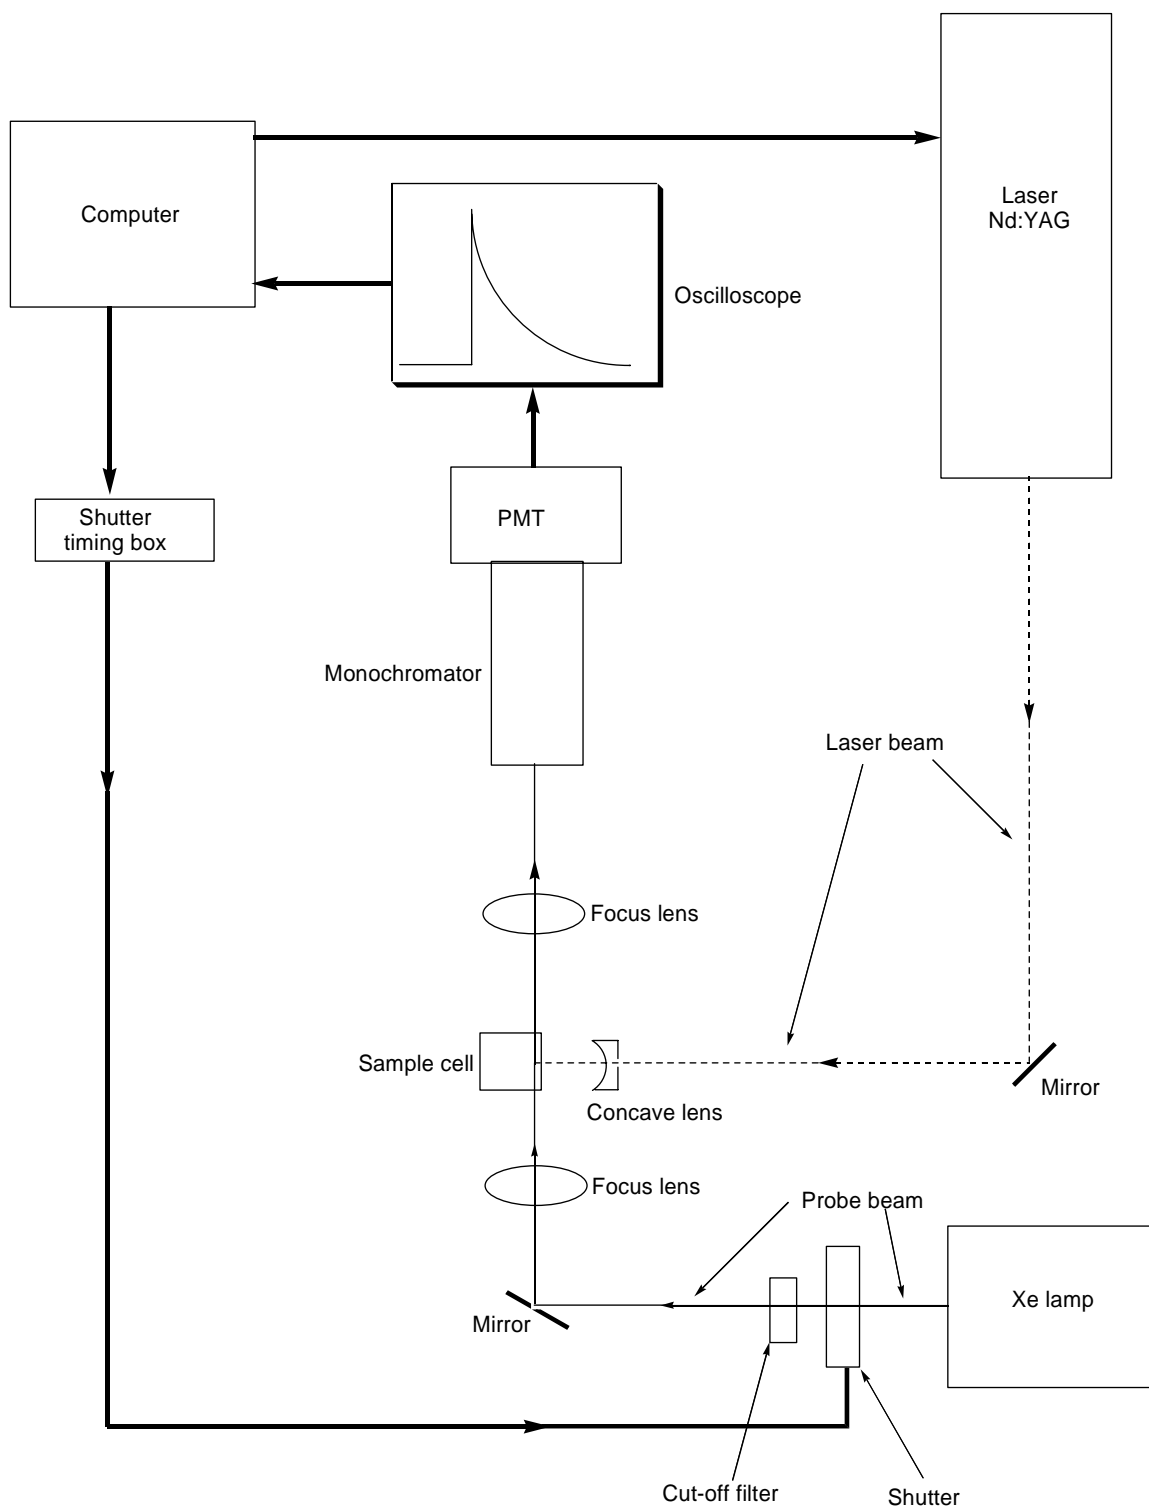 Laser
Nd:YAG
Computer
Oscilloscope
PMT
Shutter
timing box
Monochromator
Laser beam
Focus lens
Sample cell
Mirror
Concave lens
Focus lens
Probe beam
Xe lamp
Mirror
Cut-off filter
Shutter